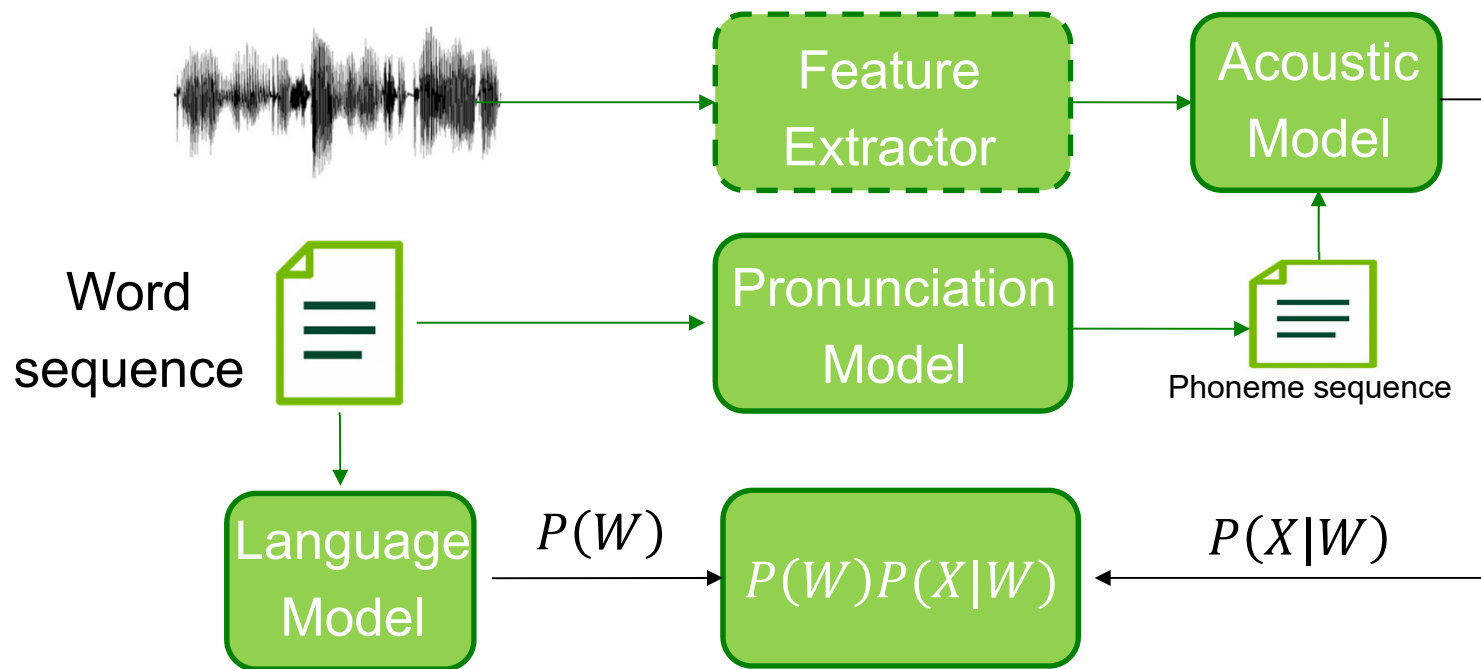 Feature
Extractor
Acoustic
Model
Word
sequence
Pronunciation
Model
Phoneme sequence
Language
Model
P(W)
P(W)P(X|W)
P(X|W)